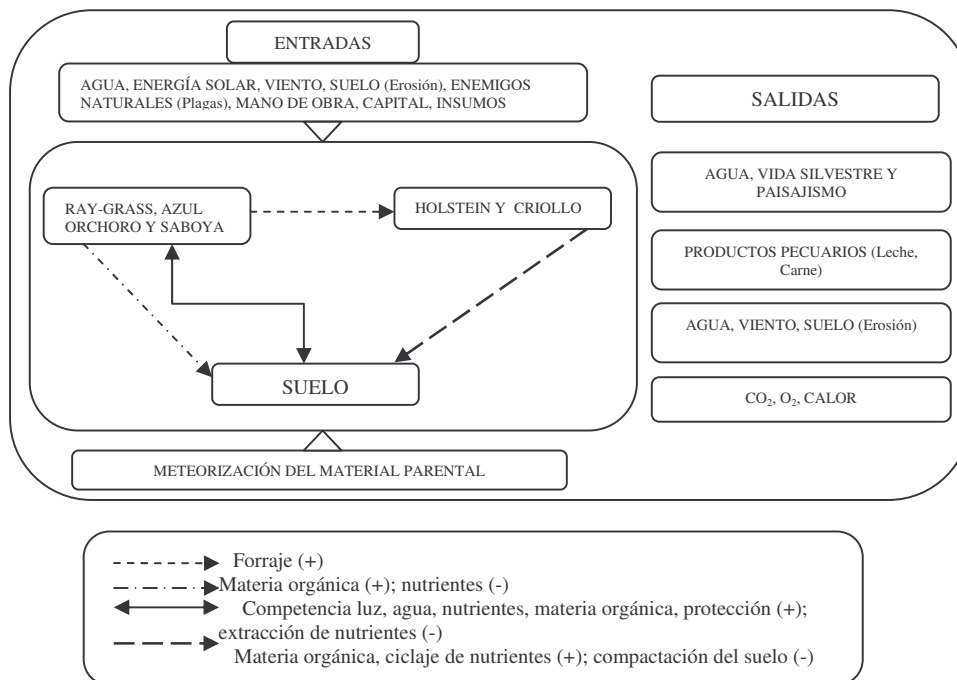 ENTRADAS
AGUA, ENERGÍA SOLAR, VIENTO, SUELO (Erosión), ENEMIGOS
NATURALES (Plagas), MANO DE OBRA, CAPITAL, INSUMOS
SALIDAS
AGUA, VIDA SILVESTRE Y
PAISAJISMO
RAY-GRASS, AZUL
ORCHORO Y SABOYA
HOLSTEIN Y CRIOLLO
PRODUCTOS PECUARIOS (Leche,
Carne)
AGUA, VIENTO, SUELO (Erosión)
SUELO
CO₂, O₂, CALOR
METEORIZACIÓN DEL MATERIAL PARENTAL
Forraje (+)
Materia orgánica (+); nutrientes (-)
Competencia luz, agua, nutrientes, materia orgánica, protección (+);
extracción de nutrientes (-)
Materia orgánica, ciclaje de nutrientes (+); compactación del suelo (-)